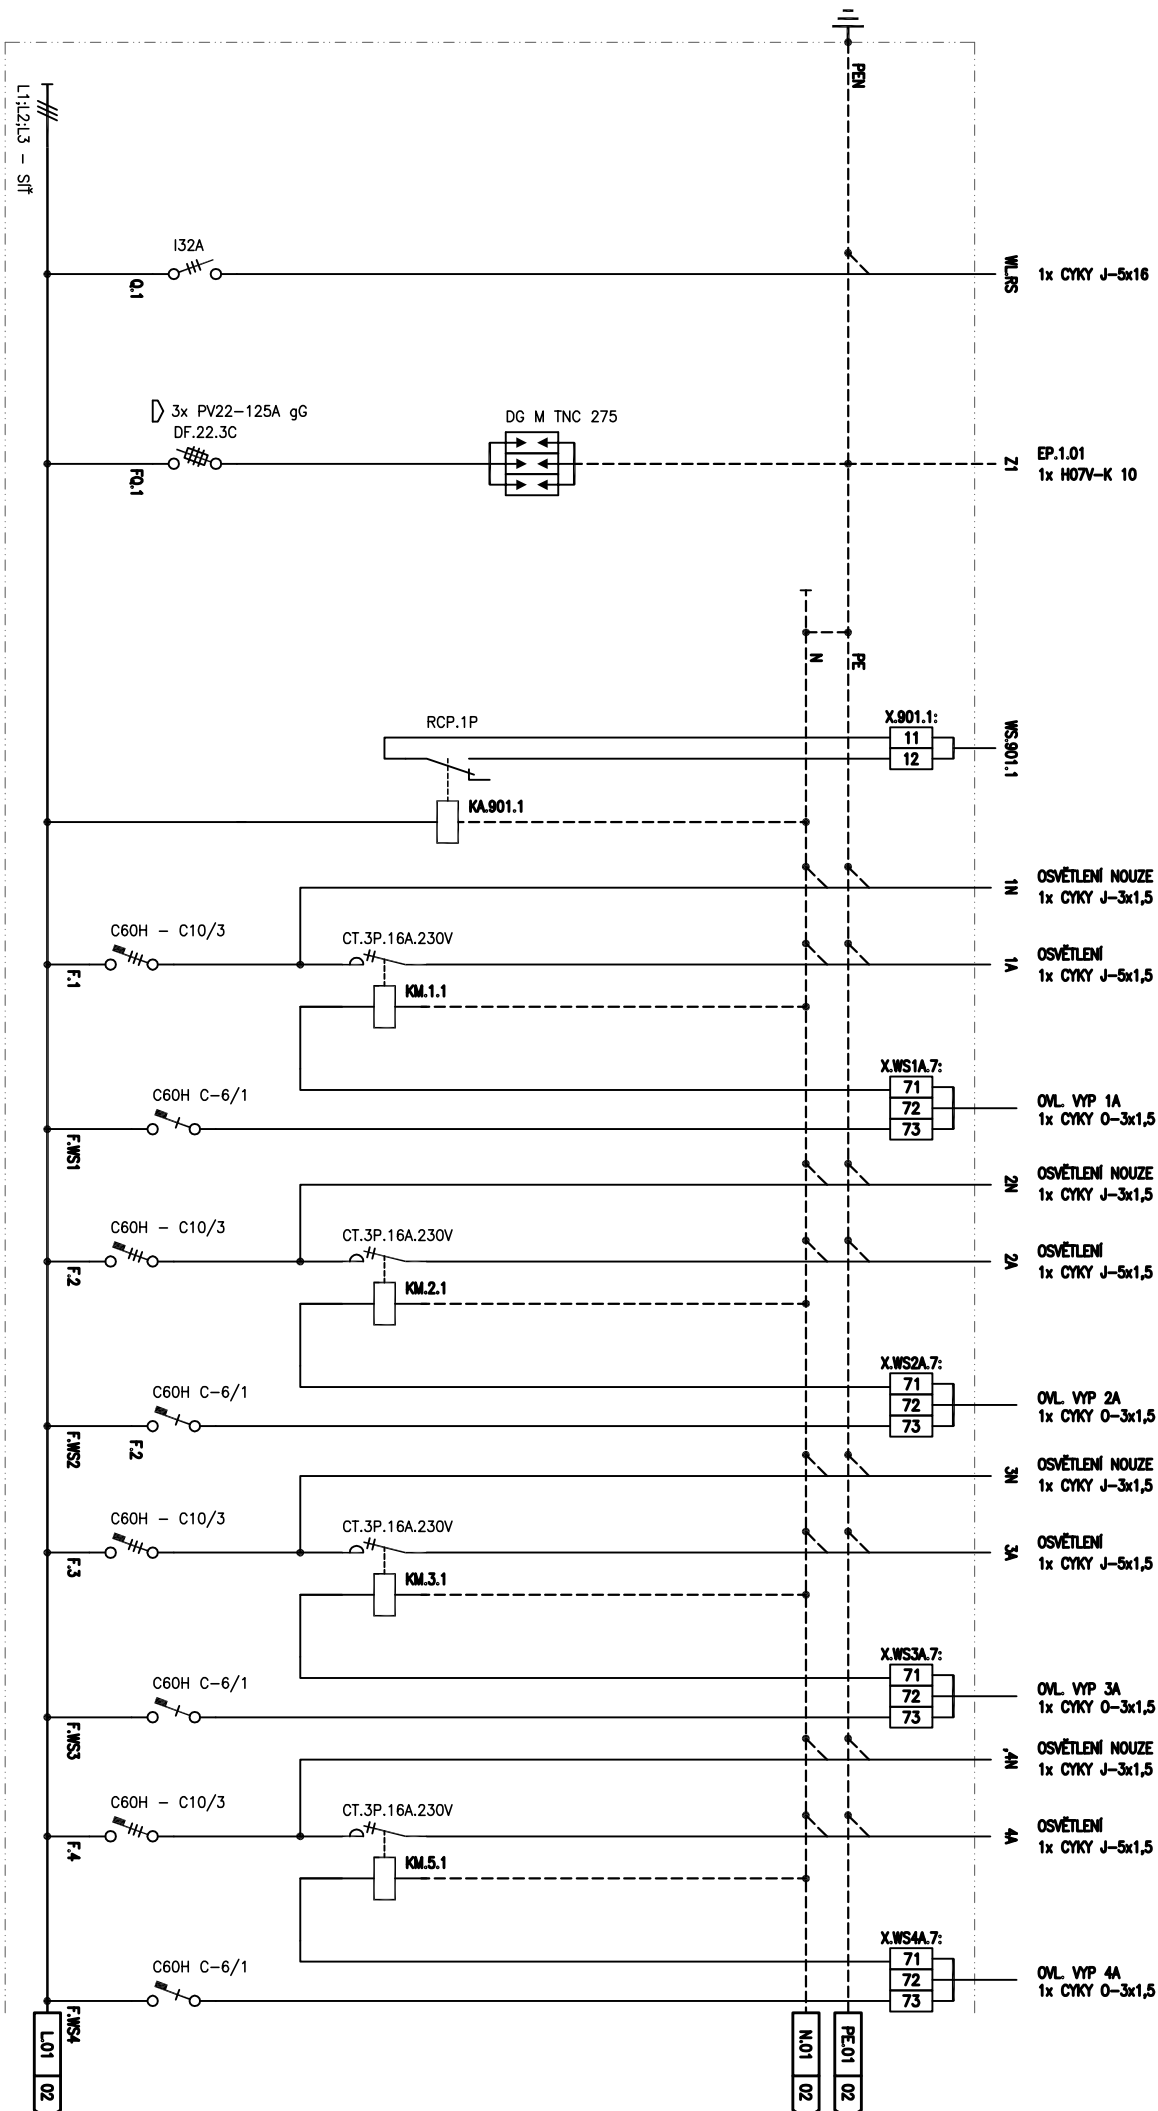 PEN
L1;L2;L3 – SÍŤ
I32A
Q.1
WL.RS
1x CYKY J–5x16
3x PV22–125A gG
DF.22.3C
FQ.1
DG M TNC 275
Z1
EP.1.01
1x H07V–K 10
N
PE
RCP.1P
X.901.1:
11
12
WS.901.1
KA.901.1
1N
OSVĚTLENÍ NOUZE
1x CYKY J–3x1,5
C60H – C10/3
F.1
CT.3P.16A.230V
1A
OSVĚTLENÍ
1x CYKY J–5x1,5
KM.1.1
C60H C–6/1
F.WS1
X.WS1A.7:
71
72
73
OVL. VYP 1A
1x CYKY O–3x1,5
2N
OSVĚTLENÍ NOUZE
1x CYKY J–3x1,5
C60H – C10/3
F.2
CT.3P.16A.230V
2A
OSVĚTLENÍ
1x CYKY J–5x1,5
KM.2.1
C60H C–6/1
F.WS2
F.2
X.WS2A.7:
71
72
73
OVL. VYP 2A
1x CYKY O–3x1,5
3N
OSVĚTLENÍ NOUZE
1x CYKY J–3x1,5
C60H – C10/3
F.3
CT.3P.16A.230V
3A
OSVĚTLENÍ
1x CYKY J–5x1,5
KM.3.1
C60H C–6/1
F.WS3
X.WS3A.7:
71
72
73
OVL. VYP 3A
1x CYKY O–3x1,5
,4N
OSVĚTLENÍ NOUZE
1x CYKY J–3x1,5
C60H – C10/3
F.4
CT.3P.16A.230V
4A
OSVĚTLENÍ
1x CYKY J–5x1,5
KM.5.1
C60H C–6/1
F.WS4
X.WS4A.7:
71
72
73
OVL. VYP 4A
1x CYKY O–3x1,5
L.01 02
N.01 02
PE.01 02